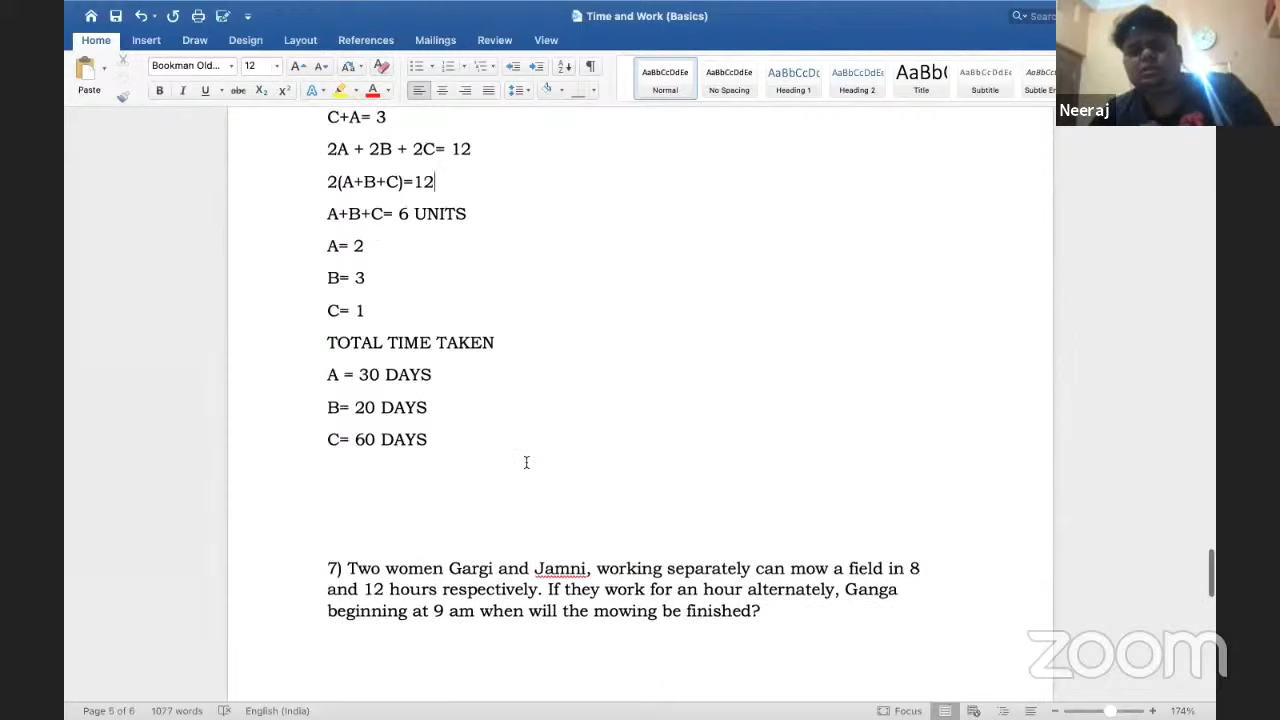 Time and Work (Basics)
Home Insert Draw Design Layout References Mailings Review View
Paste
Bookman Old... 12
B I U abc X₂ X² A A
AaBbCcDdEe AaBbCcDdEe AaBbCcDc AaBbCcDdEe AaBb( AaBbCcDdEe
Normal No Spacing Heading 1 Heading 2 Title Subtitle
Neeraj
C+A= 3
2A + 2B + 2C= 12
2(A+B+C)=12
A+B+C= 6 UNITS
A= 2
B= 3
C= 1
TOTAL TIME TAKEN
A = 30 DAYS
B= 20 DAYS
C= 60 DAYS
7) Two women Gargi and Jamni, working separately can mow a field in 8
and 12 hours respectively. If they work for an hour alternately, Ganga
beginning at 9 am when will the mowing be finished?
zoom
Page 5 of 6 1077 words English (India) Focus 174%